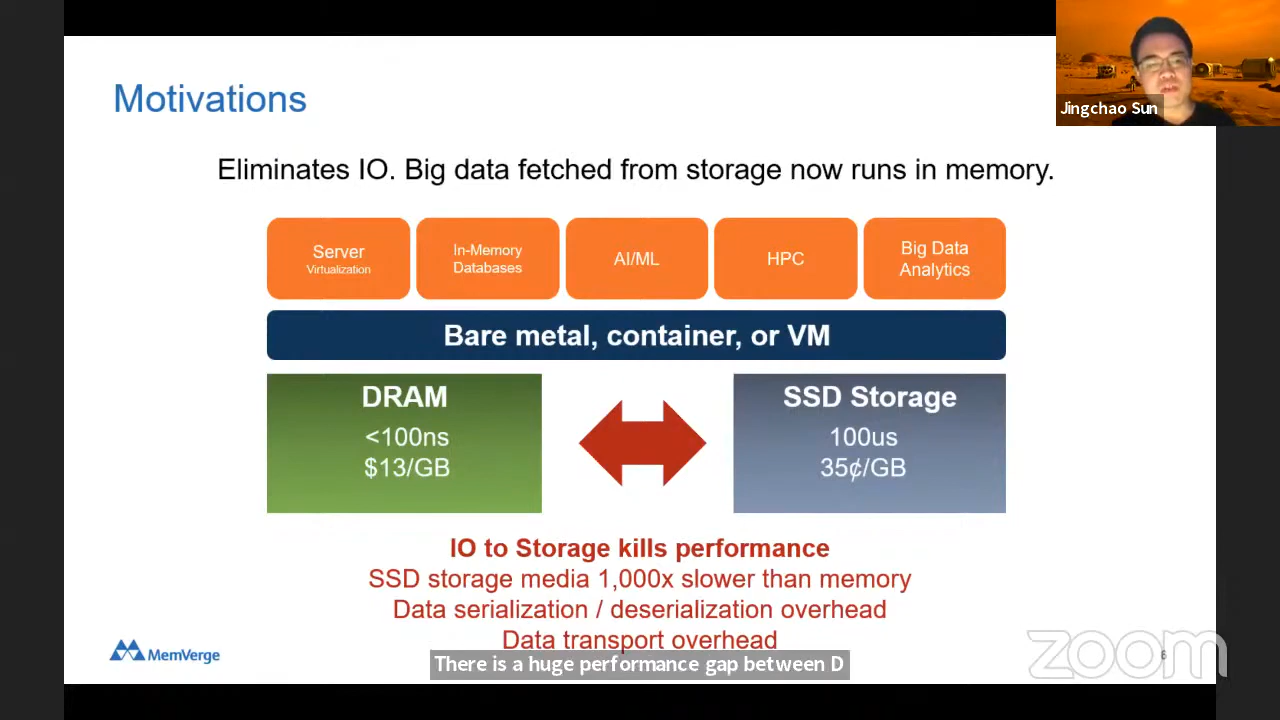 Motivations
Jingchao Sun
Eliminates IO. Big data fetched from storage now runs in memory.
Server
Virtualization
In-Memory
Databases
AI/ML
HPC
Big Data
Analytics
Bare metal, container, or VM
DRAM
<100ns
$13/GB
SSD Storage
100us
35¢/GB
IO to Storage kills performance
SSD storage media 1,000x slower than memory
Data serialization / deserialization overhead
Data transport overhead
There is a huge performance gap between D
MemVerge
zoom
6